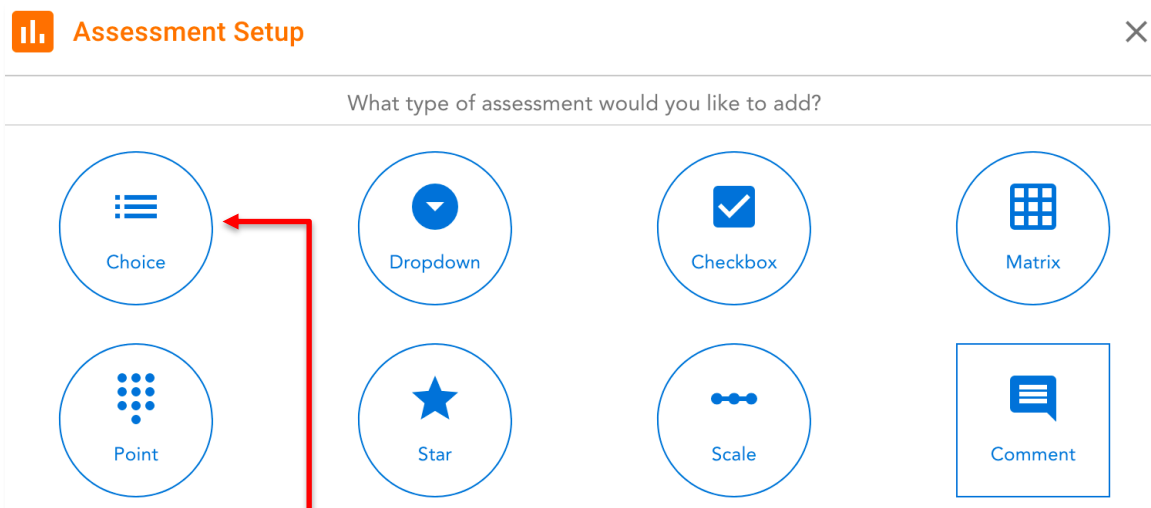 Assessment Setup
What type of assessment would you like to add?
Choice
Dropdown
Checkbox
Matrix
Point
Star
Scale
Comment